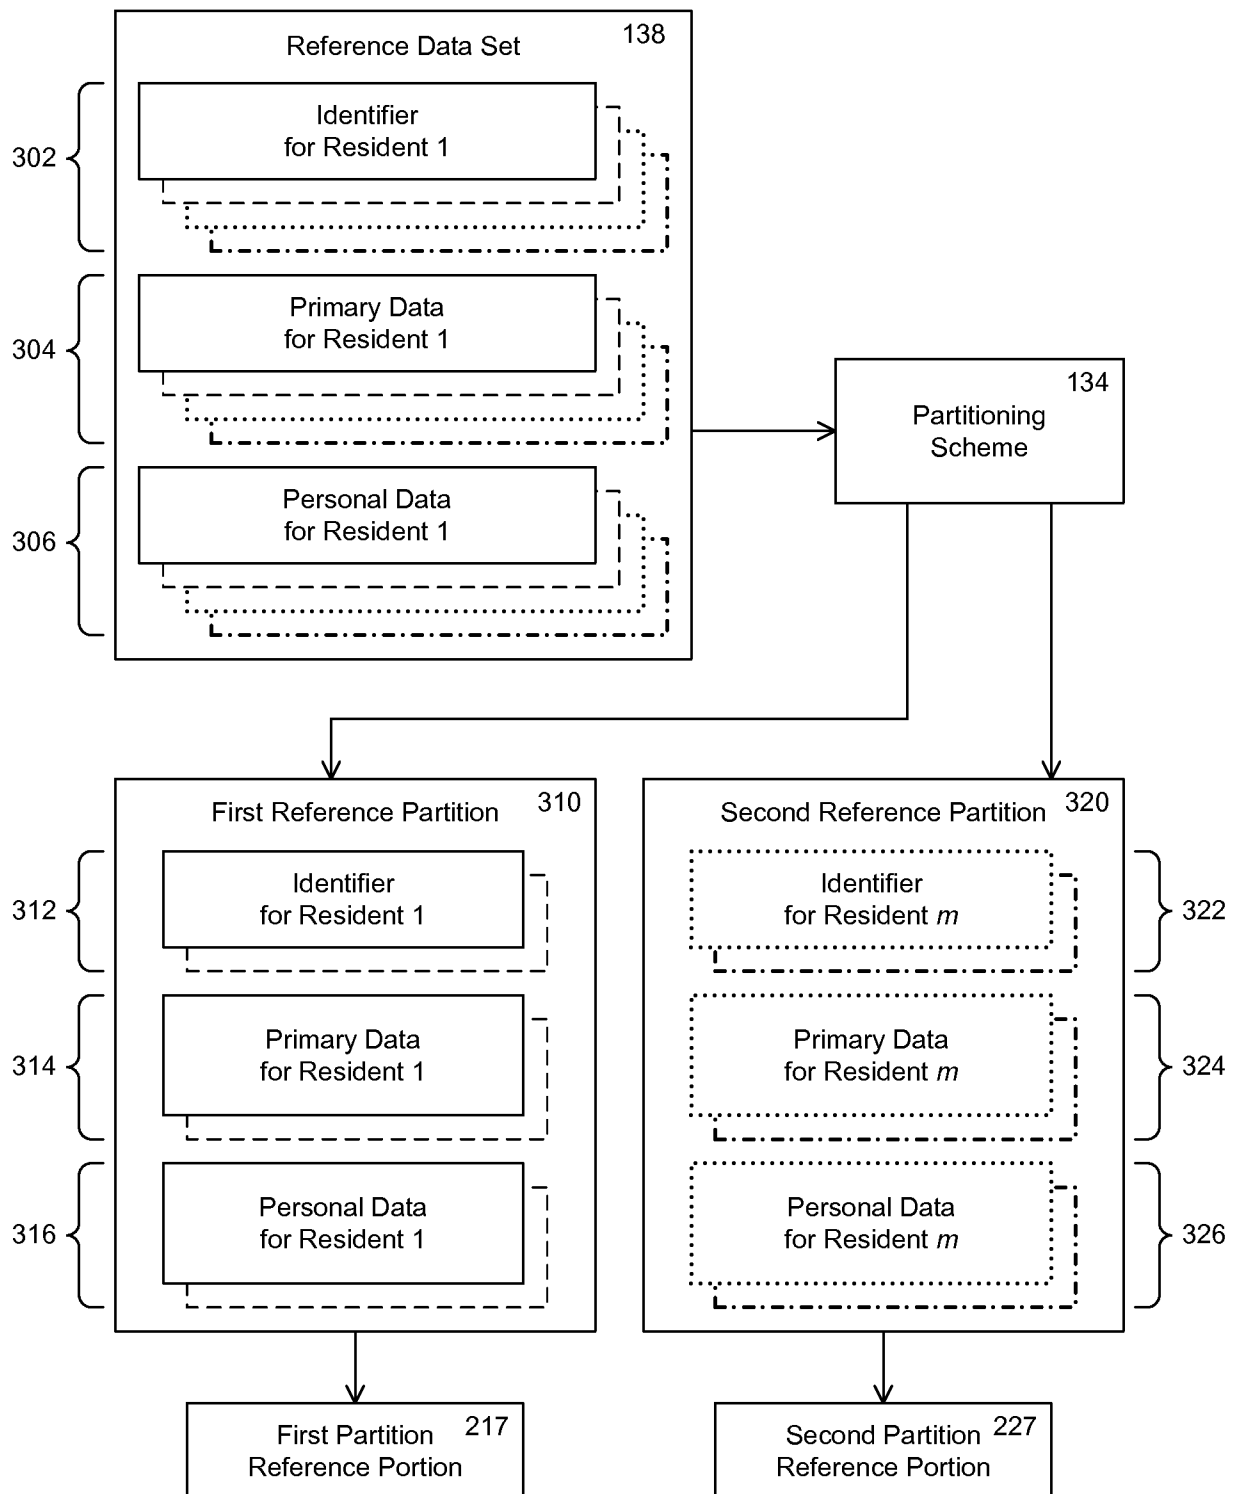 Reference Data Set
138
302
Identifier
for Resident 1
304
Primary Data
for Resident 1
306
Personal Data
for Resident 1
134
Partitioning
Scheme
First Reference Partition
310
312
Identifier
for Resident 1
314
Primary Data
for Resident 1
316
Personal Data
for Resident 1
Second Reference Partition
320
Identifier
for Resident m
322
Primary Data
for Resident m
324
Personal Data
for Resident m
326
217
First Partition
Reference Portion
227
Second Partition
Reference Portion